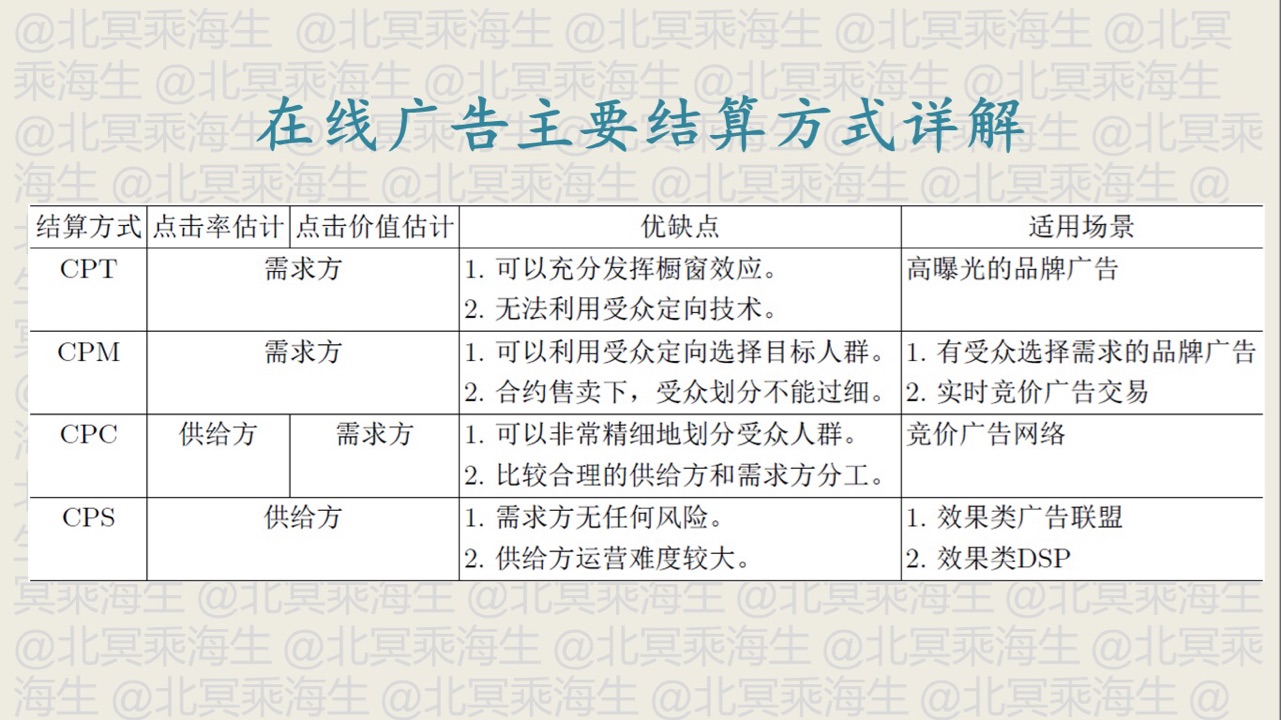 @北冥乘海生 @北冥乘海生 @北冥乘海生 @北冥乘海生 @北冥
乘海生 @北冥乘海生 @北冥乘海生 @北冥乘海生 @北冥乘海生
在线广告主要结算方式详解
结算方式 点击率估计 点击价值估计 优缺点 适用场景
CPT 需求方 1. 可以充分发挥橱窗效应。 高曝光的品牌广告
2. 无法利用受众定向技术。
CPM 需求方 1. 可以利用受众定向选择目标人群。 1. 有受众选择需求的品牌广告
2. 合约售卖下，受众划分不能过细。 2. 实时竞价广告交易
CPC 供给方 需求方 1. 可以非常精细地划分受众人群。 竞价广告网络
2. 比较合理的供给方和需求方分工。
CPS 供给方 1. 需求方无任何风险。 1. 效果类广告联盟
2. 供给方运营难度较大。 2. 效果类DSP
冥乘海生 @北冥乘海生 @北冥乘海生 @北冥乘海生 @北冥乘海生
@北冥乘海生 @北冥乘海生 @北冥乘海生 @北冥乘海生 @北冥乘
海生 @北冥乘海生 @北冥乘海生 @北冥乘海生 @北冥乘海生 @